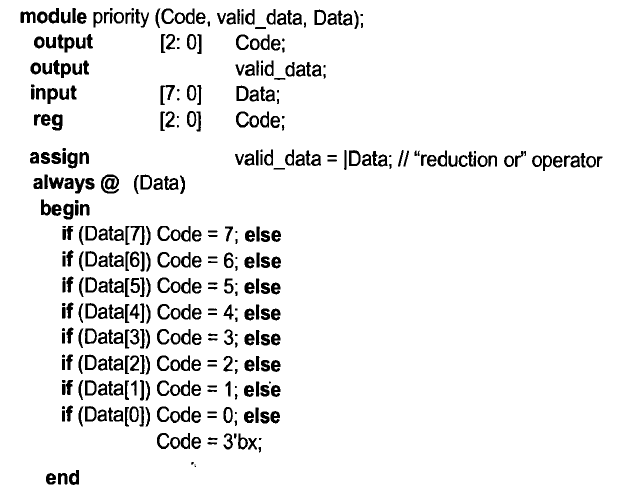 module priority (Code, valid_data, Data);
output [2: 0] Code;
output valid_data;
input [7: 0] Data;
reg [2: 0] Code;
assign valid_data = |Data; // "reduction or" operator
always @ (Data)
begin
if (Data[7]) Code = 7; else
if (Data[6]) Code = 6; else
if (Data[5]) Code = 5; else
if (Data[4]) Code = 4; else
if (Data[3]) Code = 3; else
if (Data[2]) Code = 2; else
if (Data[1]) Code = 1; else
if (Data[0]) Code = 0; else
Code = 3'bx;
end